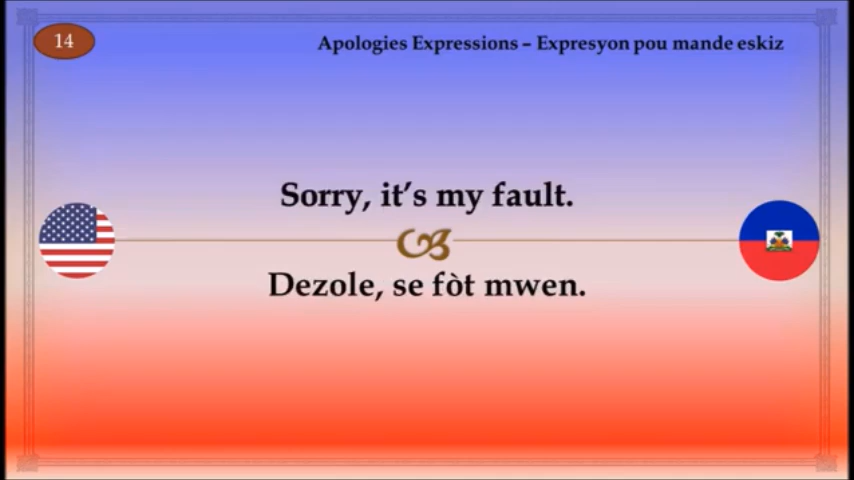 14
Apologies Expressions – Expresyon pou mande eskiz
Sorry, it’s my fault.
Dezole, se fòt mwen.